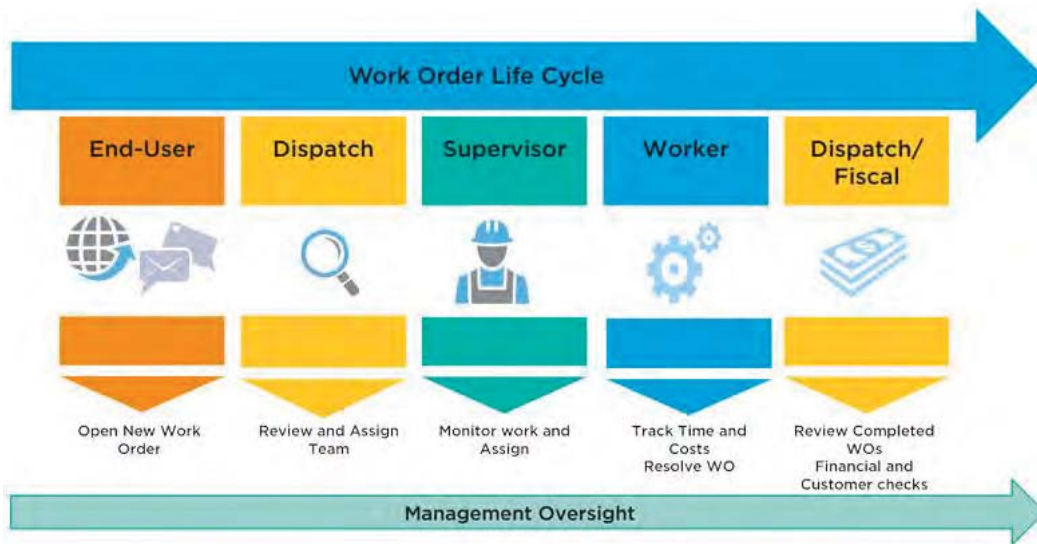 Work Order Life Cycle
End-User
Dispatch
Supervisor
Worker
Dispatch/
Fiscal
Open New Work
Order
Review and Assign
Team
Monitor work and
Assign
Track Time and
Costs
Resolve WO
Review Completed
WOs
Financial and
Customer checks
Management Oversight